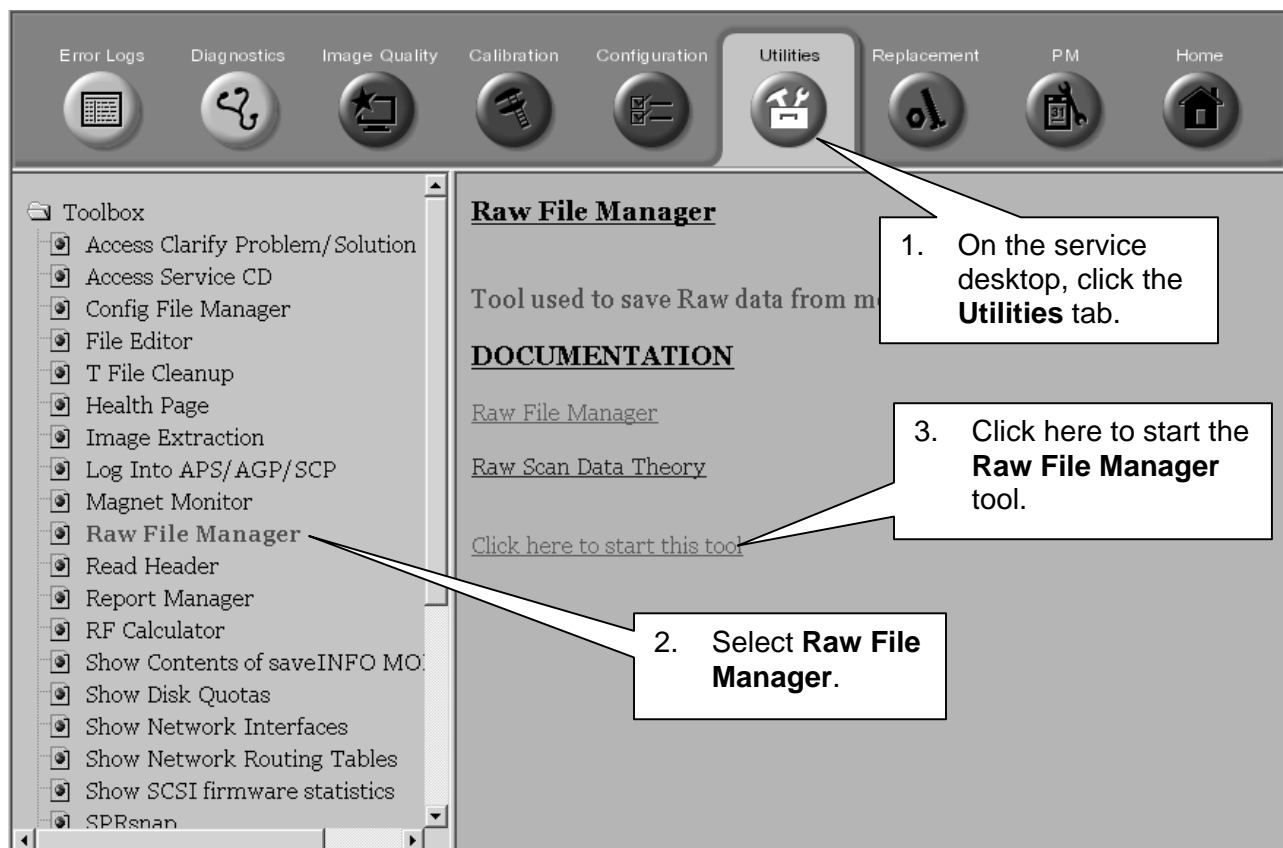 Error Logs Diagnostics Image Quality Calibration Configuration Utilities Replacement PM Home
31
Toolbox
Access Clarify Problem/Solution
Access Service CD
Config File Manager
File Editor
T File Cleanup
Health Page
Image Extraction
Log Into APS/AGP/SCP
Magnet Monitor
Raw File Manager
Read Header
Report Manager
RF Calculator
Show Contents of saveINFO MO
Show Disk Quotas
Show Network Interfaces
Show Network Routing Tables
Show SCSI firmware statistics
SPRsnap
Raw File Manager
Tool used to save Raw data from m
DOCUMENTATION
Raw File Manager
Raw Scan Data Theory
Click here to start this tool
1. On the service
desktop, click the
Utilities tab.
3. Click here to start the
Raw File Manager
tool.
2. Select Raw File
Manager.